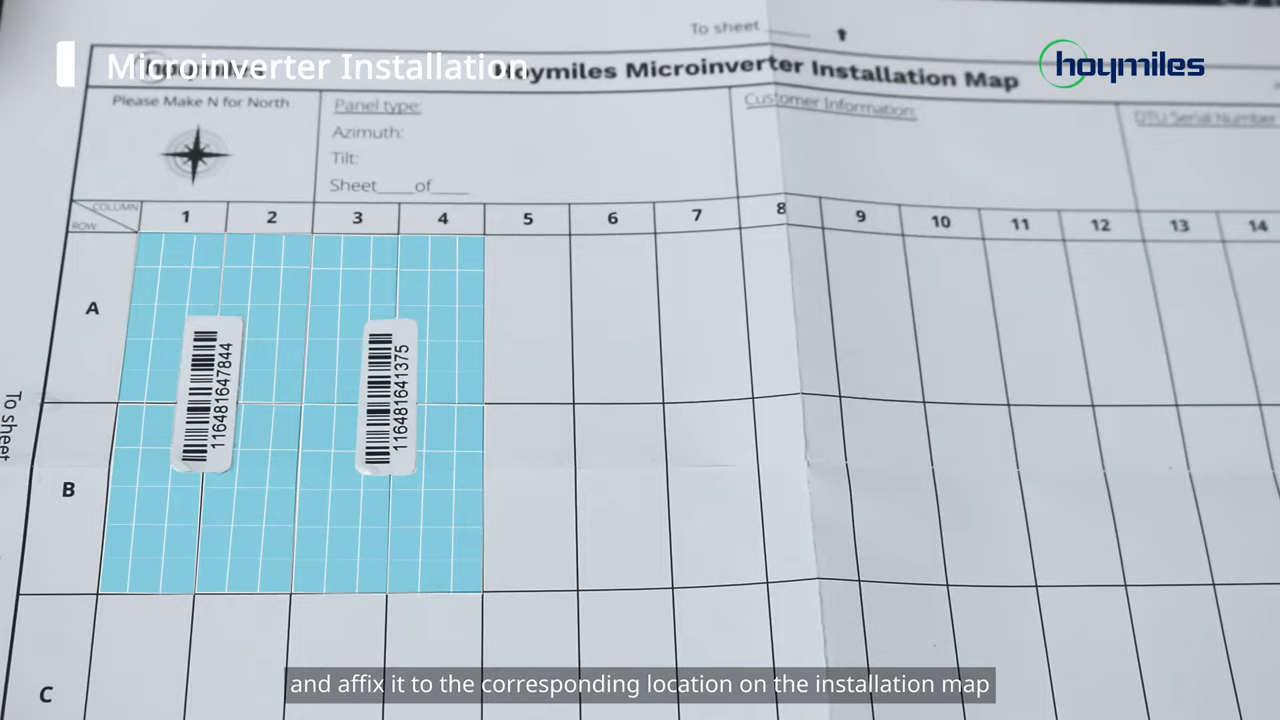 To sheet
Microinverter Installation
hoymiles
Hoymiles Microinverter Installation Map
Please Make N for North
Panel type:
Azimuth:
Tilt:
Sheet____of____
Customer Information:
DTU Serial Number
COLUMN
ROW
1 2 3 4 5 6 7 8 9 10 11 12 13 14
A
116481647844
116481641375
To sheet
B
C
and affix it to the corresponding location on the installation map